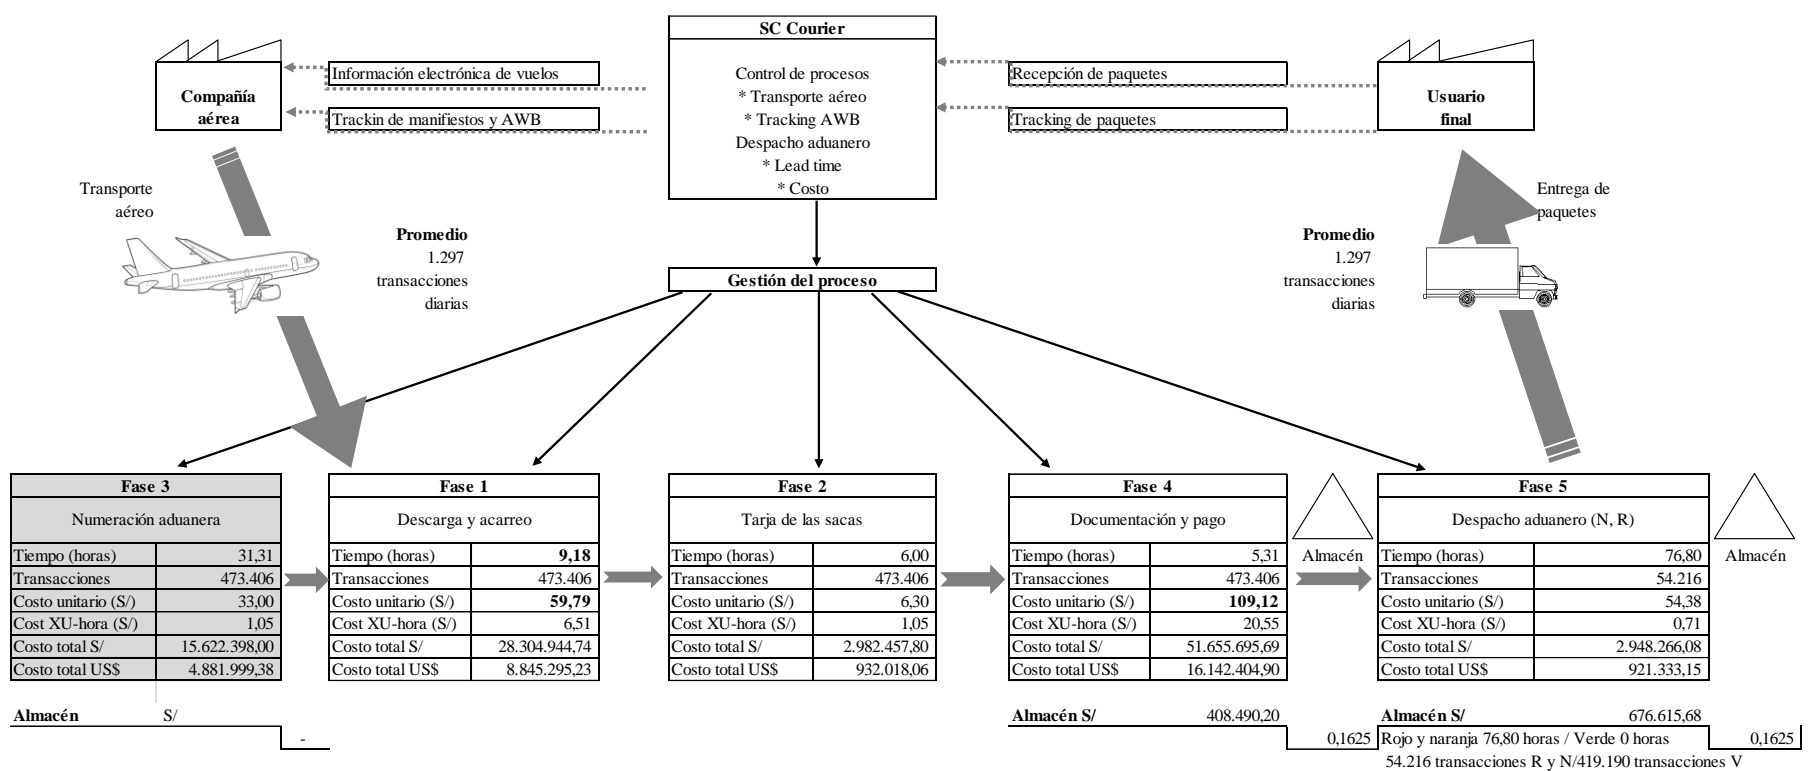 SC Courier
Control de procesos
* Transporte aéreo
* Tracking AWB
Despacho aduanero
* Lead time
* Costo
Compañía
aérea
Información electrónica de vuelos
Trackin de manifiestos y AWB
Recepción de paquetes
Tracking de paquetes
Usuario
final
Transporte
aéreo
Promedio
1.297
transacciones
diarias
Gestión del proceso
Promedio
1.297
transacciones
diarias
Entrega de
paquetes
Fase 3
Numeración aduanera
Tiempo (horas) 31,31
Transacciones 473.406
Costo unitario (S/) 33,00
Cost XU-hora (S/) 1,05
Costo total S/ 15.622.398,00
Costo total US$ 4.881.999,38
Almacén S/
-
Fase 1
Descarga y acarreo
Tiempo (horas) 9,18
Transacciones 473.406
Costo unitario (S/) 59,79
Cost XU-hora (S/) 6,51
Costo total S/ 28.304.944,74
Costo total US$ 8.845.295,23
Fase 2
Tarja de las sacas
Tiempo (horas) 6,00
Transacciones 473.406
Costo unitario (S/) 6,30
Cost XU-hora (S/) 1,05
Costo total S/ 2.982.457,80
Costo total US$ 932.018,06
Fase 4
Documentación y pago
Tiempo (horas) 5,31
Transacciones 473.406
Costo unitario (S/) 109,12
Cost XU-hora (S/) 20,55
Costo total S/ 51.655.695,69
Costo total US$ 16.142.404,90
Almacén S/ 408.490,20
0,1625
Almacén
Fase 5
Despacho aduanero (N, R)
Tiempo (horas) 76,80
Transacciones 54.216
Costo unitario (S/) 54,38
Cost XU-hora (S/) 0,71
Costo total S/ 2.948.266,08
Costo total US$ 921.333,15
Almacén S/ 676.615,68
Rojo y naranja 76,80 horas / Verde 0 horas
54.216 transacciones R y N/419.190 transacciones V
0,1625
Almacén